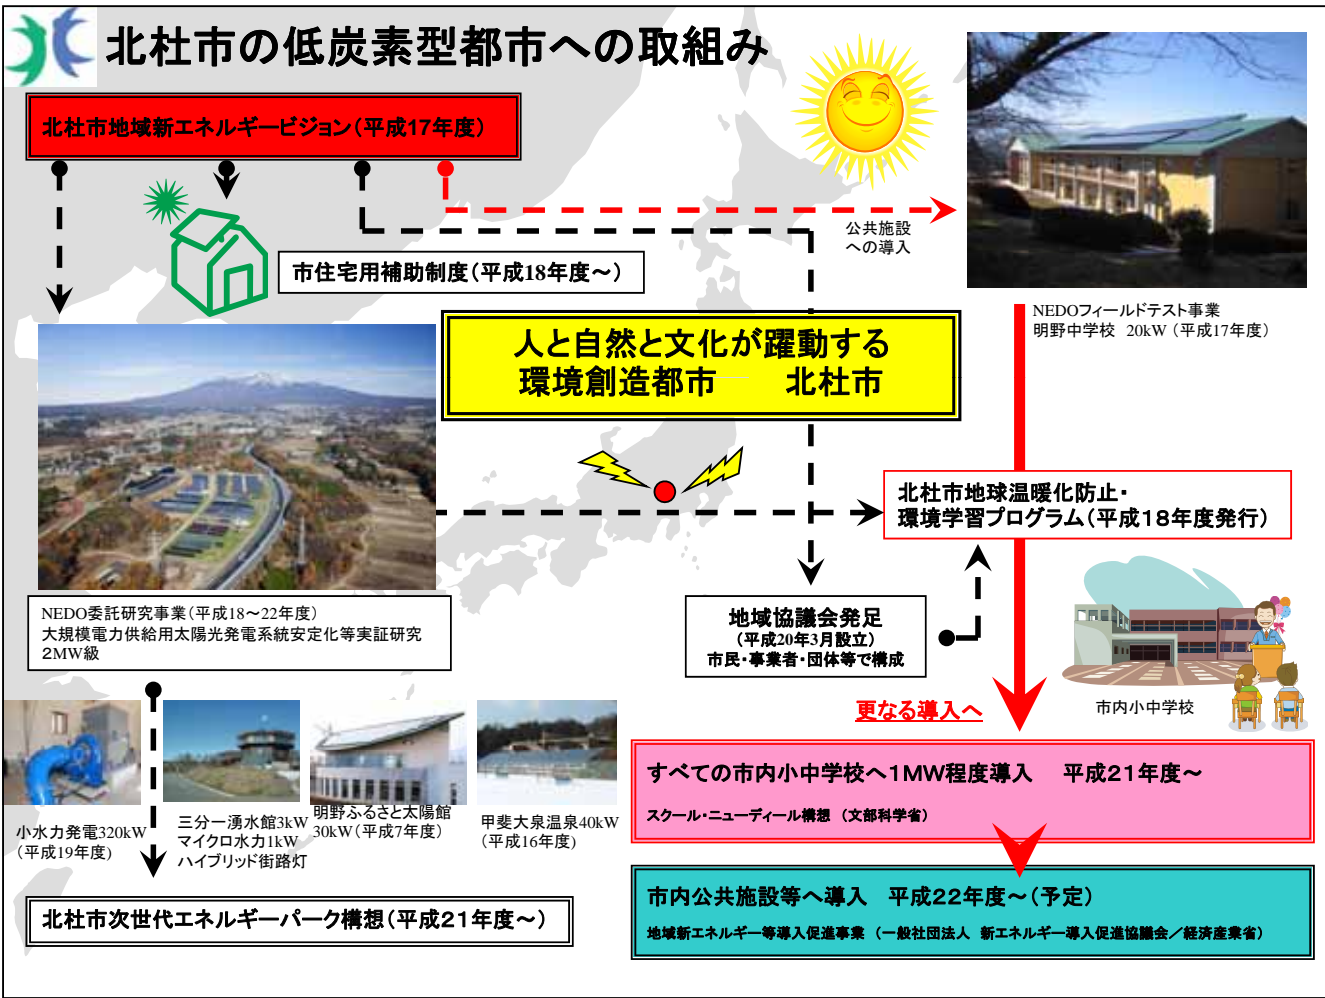 北杜市の低炭素型都市への取組み
北杜市地域新エネルギービジョン（平成17年度）
公共施設
への導入
市住宅用補助制度（平成18年度～）
NEDOフィールドテスト事業
明野中学校　20kW（平成17年度）
人と自然と文化が躍動する
環境創造都市　　北杜市
北杜市地球温暖化防止・
環境学習プログラム（平成18年度発行）
NEDO委託研究事業（平成18～22年度）
大規模電力供給用太陽光発電系統安定化等実証研究
2MW級
地域協議会発足
（平成20年3月設立）
市民・事業者・団体等で構成
更なる導入へ
市内小中学校
小水力発電320kW
（平成19年度）
三分一湧水館3kW
マイクロ水力1kW
ハイブリッド街路灯
明野ふるさと太陽館
30kW（平成7年度）
甲斐大泉温泉40kW
（平成16年度）
すべての市内小中学校へ1MW程度導入　平成21年度～
スクール・ニューディール構想　（文部科学省）
北杜市次世代エネルギーパーク構想（平成21年度～）
市内公共施設等へ導入　平成22年度～（予定）
地域新エネルギー等導入促進事業　（一般社団法人　新エネルギー導入促進協議会／経済産業省）